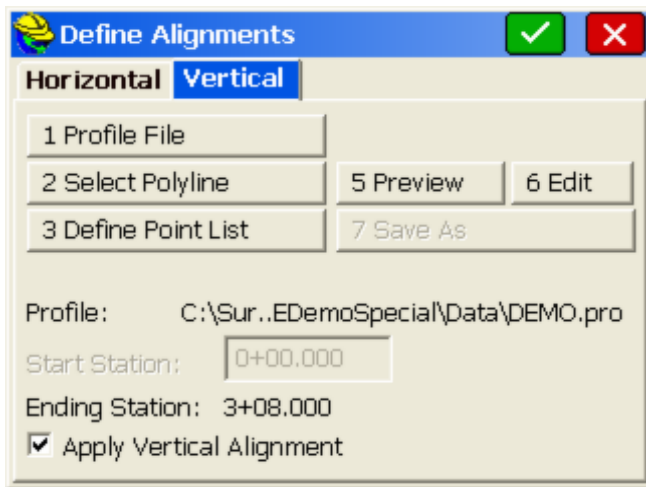 Define Alignments
Horizontal Vertical
1 Profile File
2 Select Polyline 5 Preview 6 Edit
3 Define Point List 7 Save As
Profile: C:\Sur..EDemoSpecial\Data\DEMO.pro
Start Station: 0+00.000
Ending Station: 3+08.000
Apply Vertical Alignment